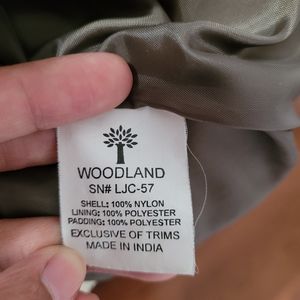 WOODLAND
SN# LJC-57
SHELL: 100% NYLON
LINING: 100% POLYESTER
PADDING: 100% POLYESTER
EXCLUSIVE OF TRIMS
MADE IN INDIA